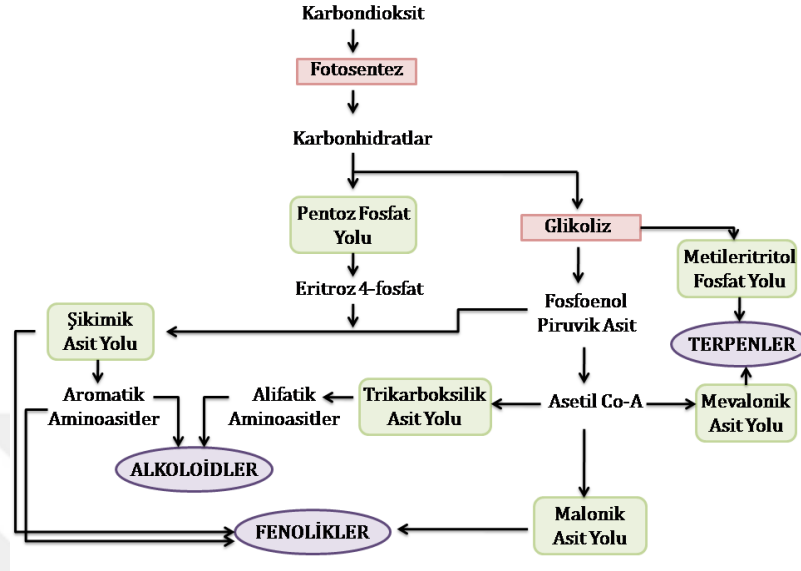 Karbondioksit
Fotosentez
Karbonhidratlar
Pentoz Fosfat
Yolu
Glikoliz
Metileritritol
Fosfat Yolu
Eritroz 4-fosfat
Fosfoenol
Piruvik Asit
Şikimik
Asit Yolu
TERPENLER
Aromatik
Aminoasitler
Alifatik
Aminoasitler
Trikarboksilik
Asit Yolu
Asetil Co-A
Mevalonik
Asit Yolu
ALKOLOİDLER
FENOLİKLER
Malonik
Asit Yolu